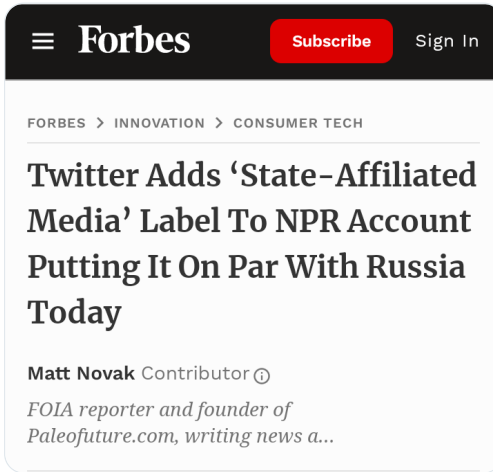 Forbes
Subscribe
Sign In
FORBES > INNOVATION > CONSUMER TECH
Twitter Adds ‘State-Affiliated
Media’ Label To NPR Account
Putting It On Par With Russia
Today
Matt Novak Contributor
FOIA reporter and founder of
Paleofuture.com, writing news a...